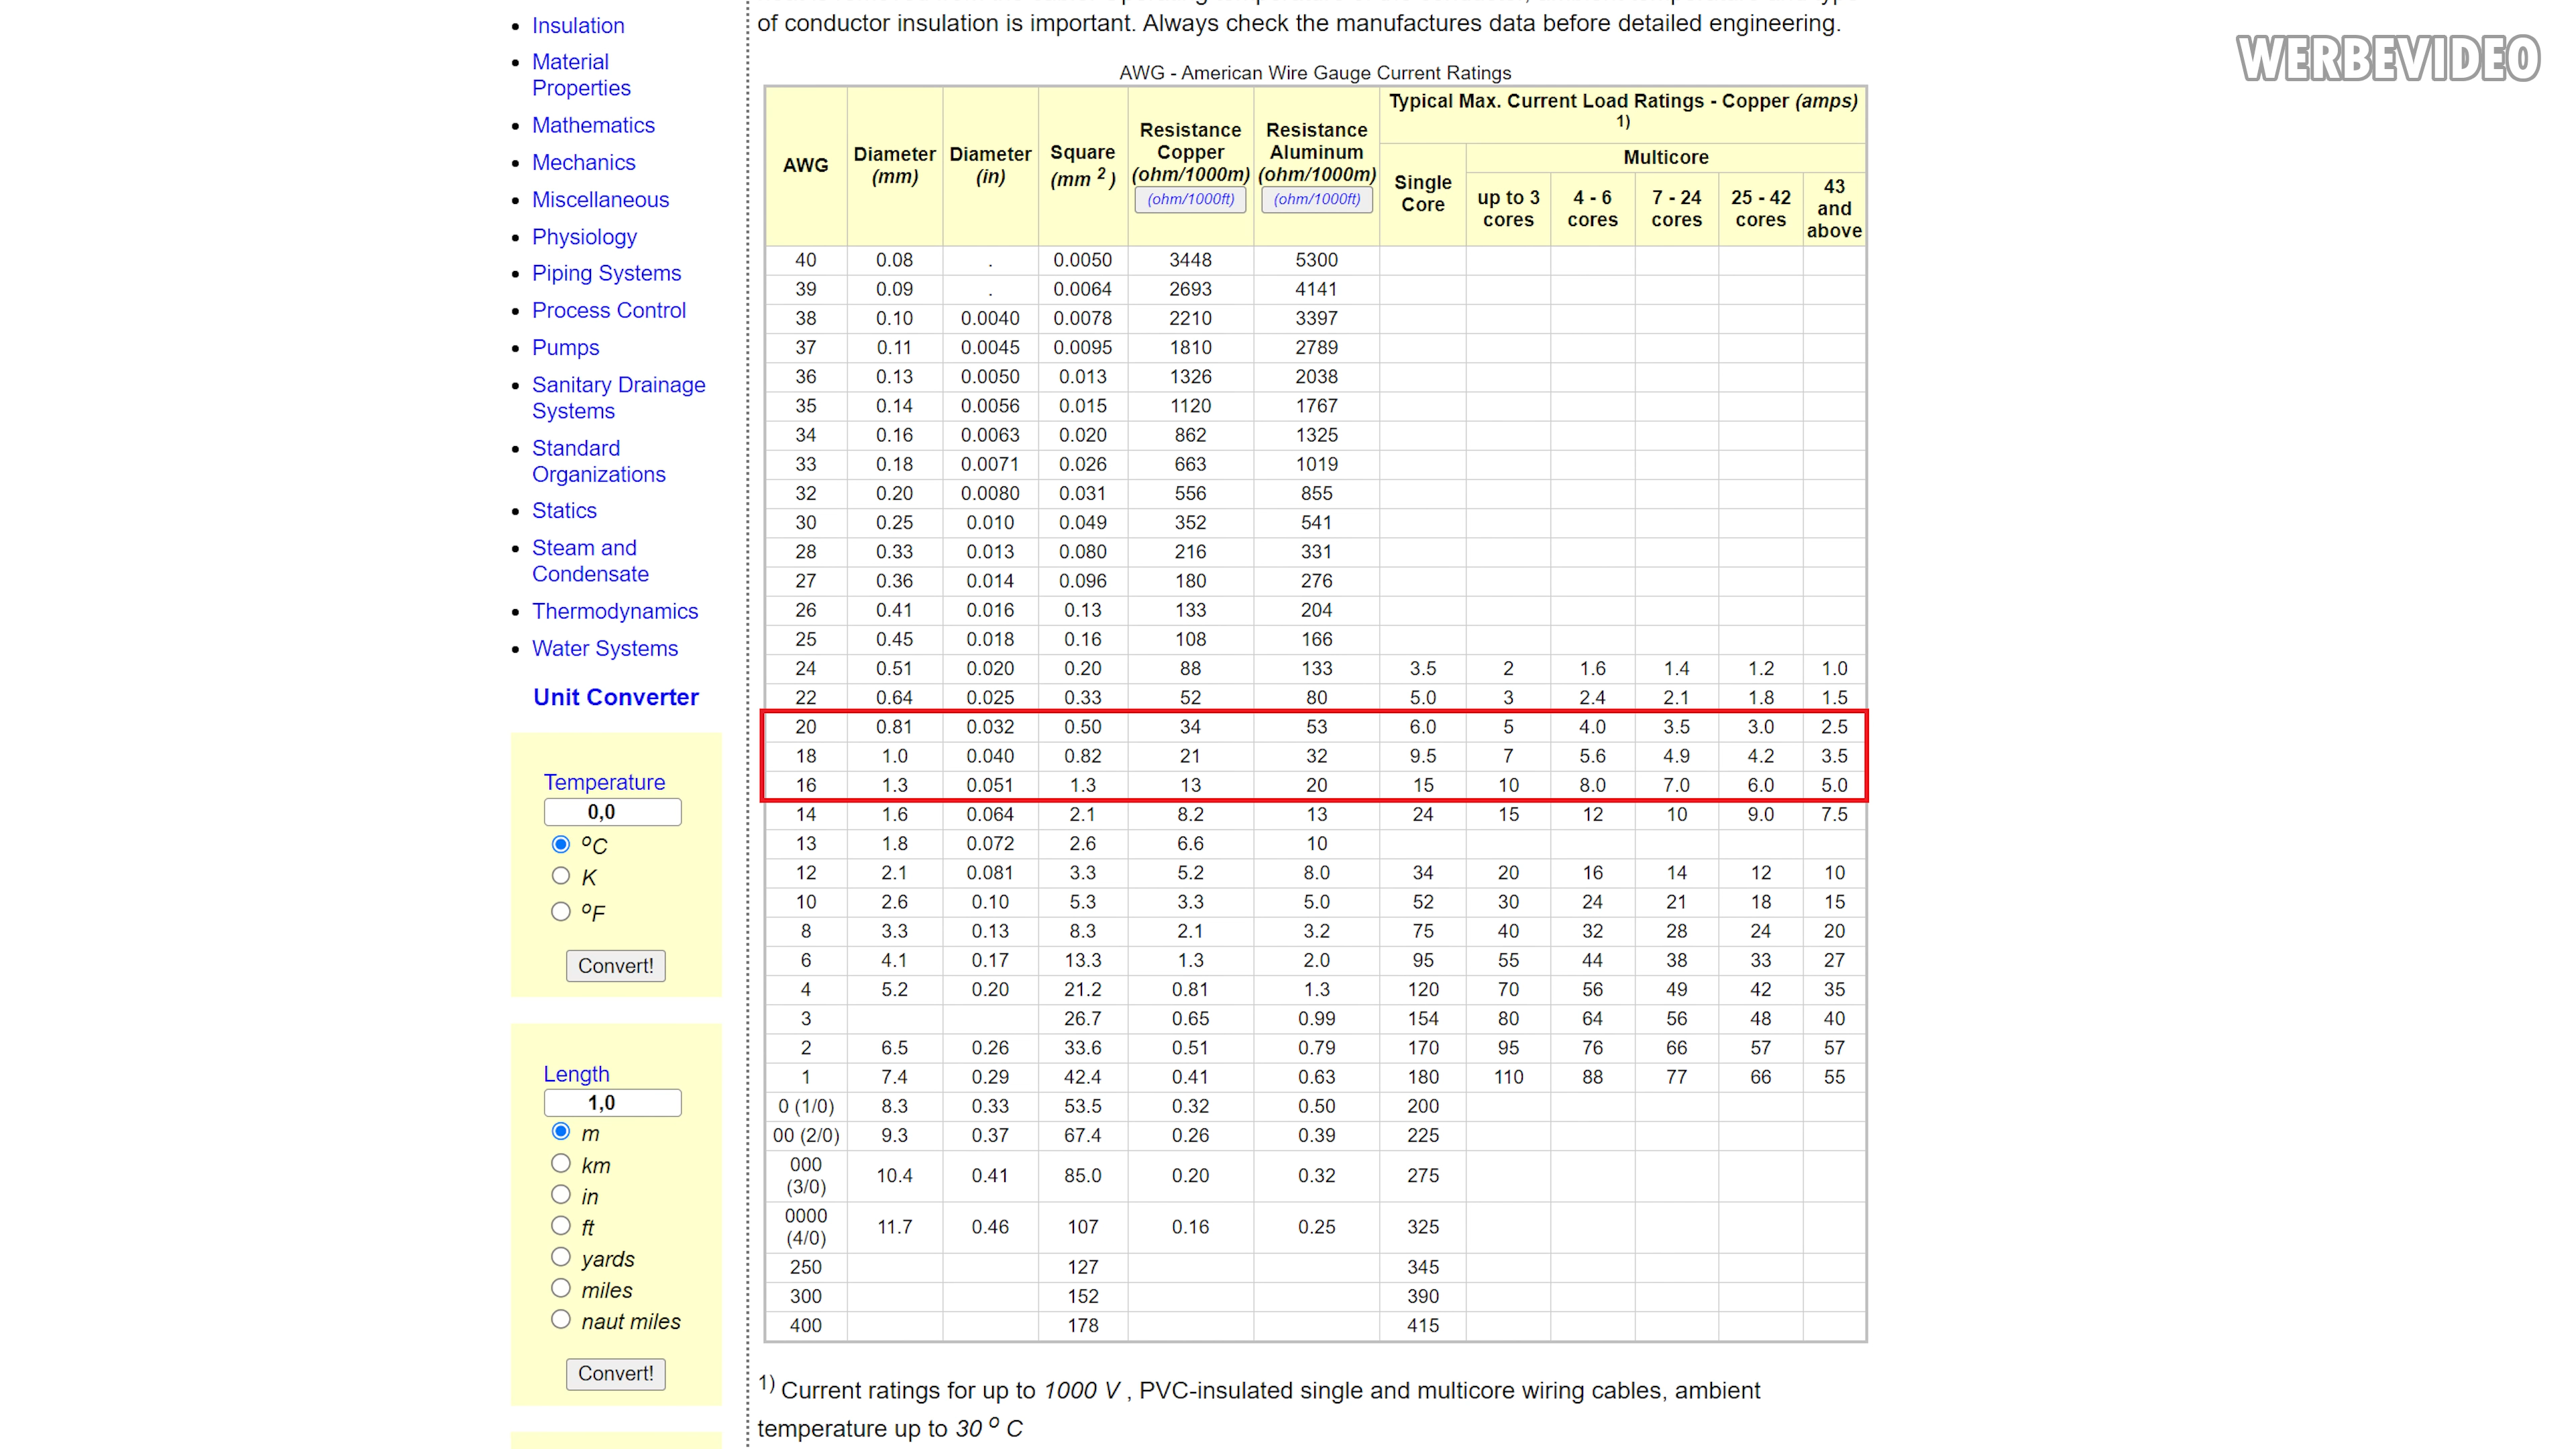 Insulation
Material
Properties
Mathematics
Mechanics
Miscellaneous
Physiology
Piping Systems
Process Control
Pumps
Sanitary Drainage
Systems
Standard
Organizations
Statics
Steam and
Condensate
Thermodynamics
Water Systems
Unit Converter
Temperature
0,0
ºC
K
ºF
Convert!
Length
1,0
m
km
in
ft
yards
miles
naut miles
Convert!
of conductor insulation is important. Always check the manufactures data before detailed engineering.
WERBEVIDEO
AWG - American Wire Gauge Current Ratings
AWG Diameter (mm) Diameter (in) Square (mm 2 ) Resistance Copper (ohm/1000m) (ohm/1000ft) Resistance Aluminum (ohm/1000m) (ohm/1000ft) Typical Max. Current Load Ratings - Copper (amps) 1)
Single Core Multicore
up to 3 cores 4 - 6 cores 7 - 24 cores 25 - 42 cores 43 and above
40 0.08 . 0.0050 3448 5300
39 0.09 . 0.0064 2693 4141
38 0.10 0.0040 0.0078 2210 3397
37 0.11 0.0045 0.0095 1810 2789
36 0.13 0.0050 0.013 1326 2038
35 0.14 0.0056 0.015 1120 1767
34 0.16 0.0063 0.020 862 1325
33 0.18 0.0071 0.026 663 1019
32 0.20 0.0080 0.031 556 855
30 0.25 0.010 0.049 352 541
28 0.33 0.013 0.080 216 331
27 0.36 0.014 0.096 180 276
26 0.41 0.016 0.13 133 204
25 0.45 0.018 0.16 108 166
24 0.51 0.020 0.20 88 133 3.5 2 1.6 1.4 1.2 1.0
22 0.64 0.025 0.33 52 80 5.0 3 2.4 2.1 1.8 1.5
20 0.81 0.032 0.50 34 53 6.0 5 4.0 3.5 3.0 2.5
18 1.0 0.040 0.82 21 32 9.5 7 5.6 4.9 4.2 3.5
16 1.3 0.051 1.3 13 20 15 10 8.0 7.0 6.0 5.0
14 1.6 0.064 2.1 8.2 13 24 15 12 10 9.0 7.5
13 1.8 0.072 2.6 6.6 10
12 2.1 0.081 3.3 5.2 8.0 34 20 16 14 12 10
10 2.6 0.10 5.3 3.3 5.0 52 30 24 21 18 15
8 3.3 0.13 8.3 2.1 3.2 75 40 32 28 24 20
6 4.1 0.17 13.3 1.3 2.0 95 55 44 38 33 27
4 5.2 0.20 21.2 0.81 1.3 120 70 56 49 42 35
3 26.7 0.65 0.99 154 80 64 56 48 40
2 6.5 0.26 33.6 0.51 0.79 170 95 76 66 57 57
1 7.4 0.29 42.4 0.41 0.63 180 110 88 77 66 55
0 (1/0) 8.3 0.33 53.5 0.32 0.50 200
00 (2/0) 9.3 0.37 67.4 0.26 0.39 225
000 (3/0) 10.4 0.41 85.0 0.20 0.32 275
0000 (4/0) 11.7 0.46 107 0.16 0.25 325
250 127 345
300 152 390
400 178 415
1) Current ratings for up to 1000 V , PVC-insulated single and multicore wiring cables, ambient
temperature up to 30 o C